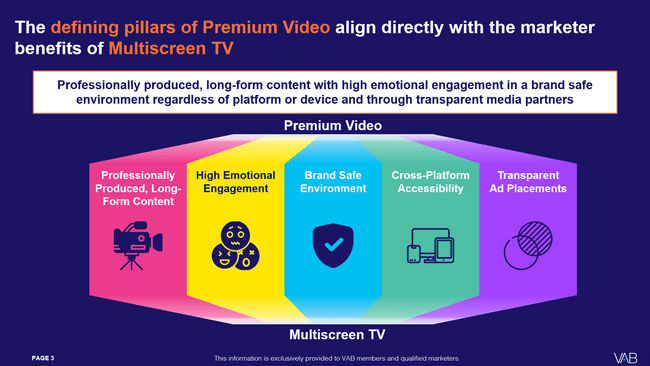 The defining pillars of Premium Video align directly with the marketer
benefits of Multiscreen TV
Professionally produced, long-form content with high emotional engagement in a brand safe
environment regardless of platform or device and through transparent media partners
Premium Video
Professionally
Produced, Long-
Form Content
High Emotional
Engagement
Brand Safe
Environment
Cross-Platform
Accessibility
Transparent
Ad Placements
Multiscreen TV
PAGE 3
This information is exclusively provided to VAB members and qualified marketers.
VAB